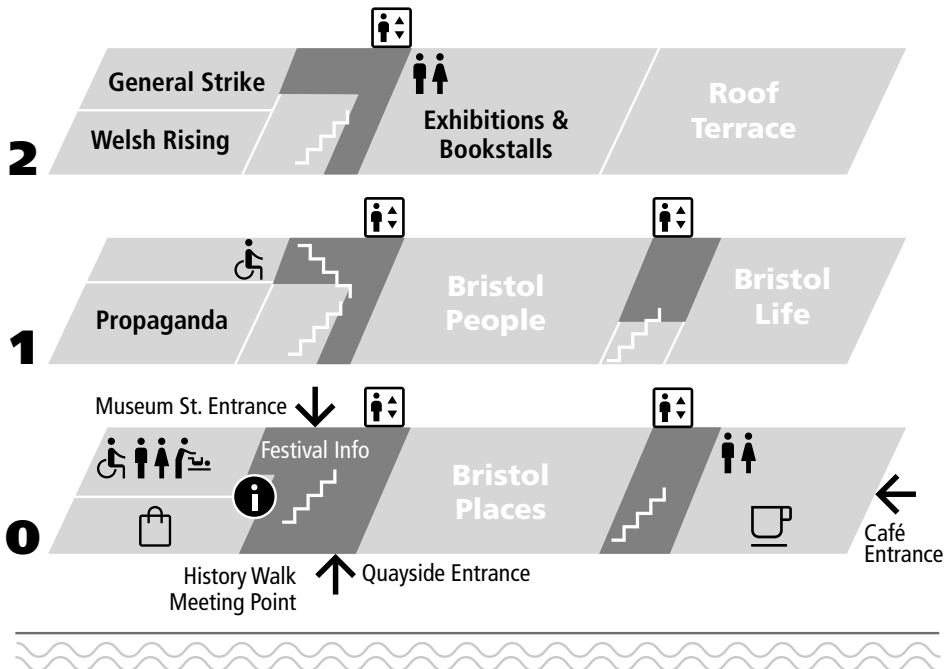 General Strike
Welsh Rising
Exhibitions &
Bookstalls
Roof
Terrace
2
Propaganda
Bristol
People
Bristol
Life
1
Museum St. Entrance
Festival Info
i
Bristol
Places
0
Café
Entrance
History Walk
Meeting Point
Quayside Entrance